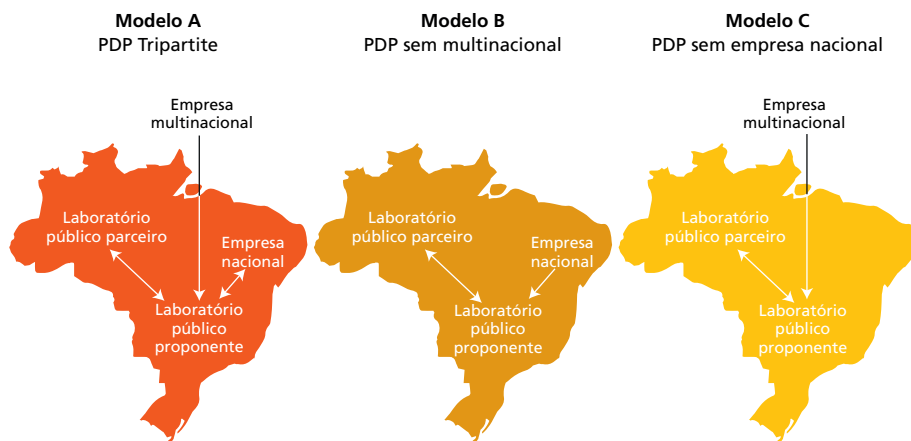 Modelo A
PDP Tripartite
Empresa
multinacional
Laboratório
público parceiro
Empresa
nacional
Laboratório
público
proponente
Modelo B
PDP sem multinacional
Laboratório
público parceiro
Empresa
nacional
Laboratório
público
proponente
Modelo C
PDP sem empresa nacional
Empresa
multinacional
Laboratório
público parceiro
Laboratório
público
proponente